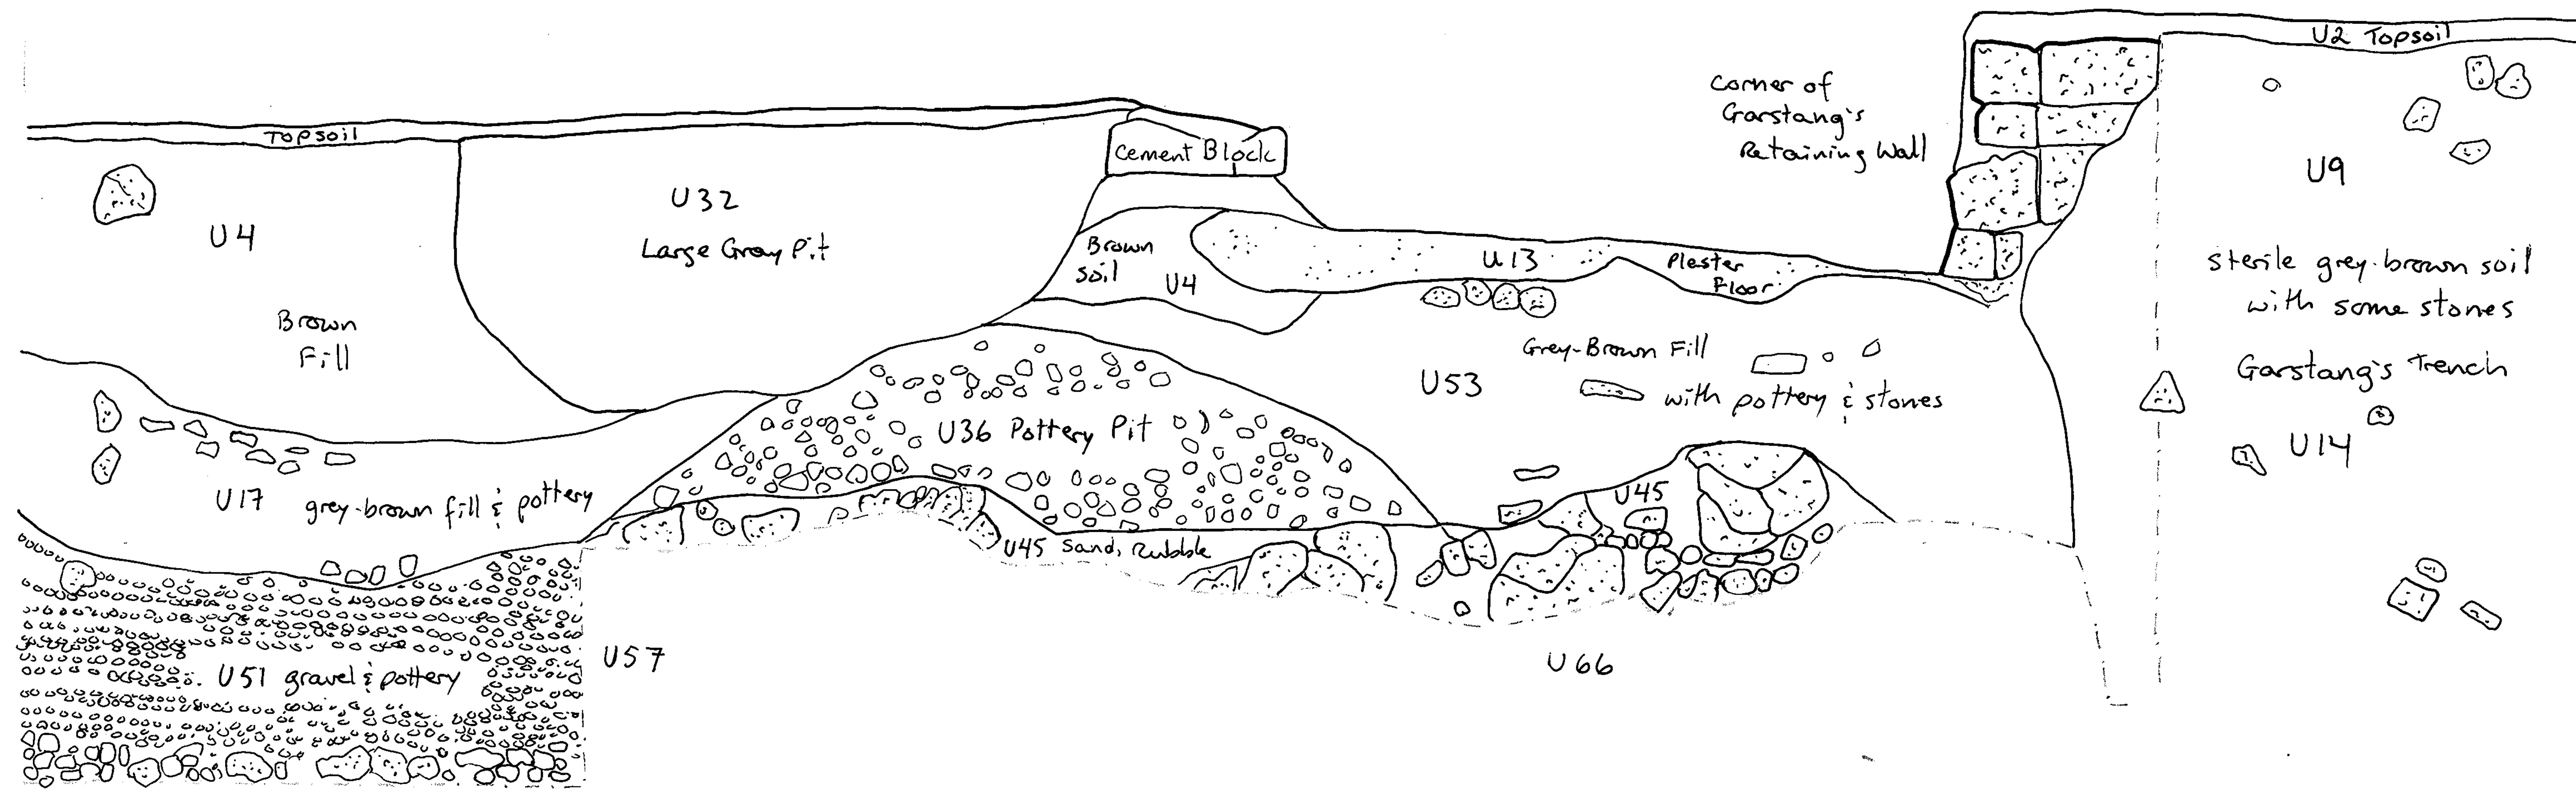 Topsoil
U4
Brown
Fill
U32
Large Gray Pit
Cement Block
Brown
Soil
U4
U13
Plaster
Floor
Corner of
Garstang's
Retaining Wall
U2 Topsoil
U9
Sterile grey-brown soil
with some stones
Garstang's Trench
U14
Grey-Brown Fill
U53
with pottery & stones
U36 Pottery Pit
U17 grey-brown fill & pottery
U45 Sand, Rubble
U45
U51 gravel & pottery
U57
U66